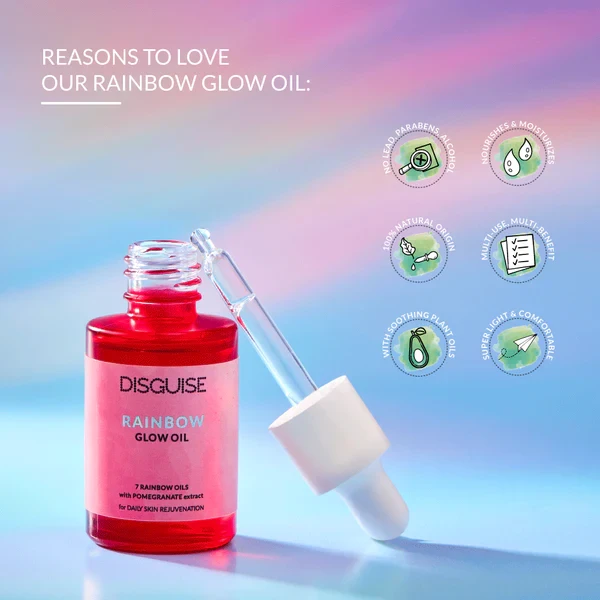 REASONS TO LOVE
OUR RAINBOW GLOW OIL:
NO LEAD, PARABENS, ALCOHOL
NOURISHES & MOISTURIZES
100% NATURAL ORIGIN
MULTI-USE, MULTI-BENEFIT
WITH SOOTHING PLANT OILS
SUPER LIGHT & COMFORTABLE
DISGUISE
RAINBOW
GLOW OIL
7 RAINBOW OILS
with POMEGRANATE extract
for DAILY SKIN REJUVENATION